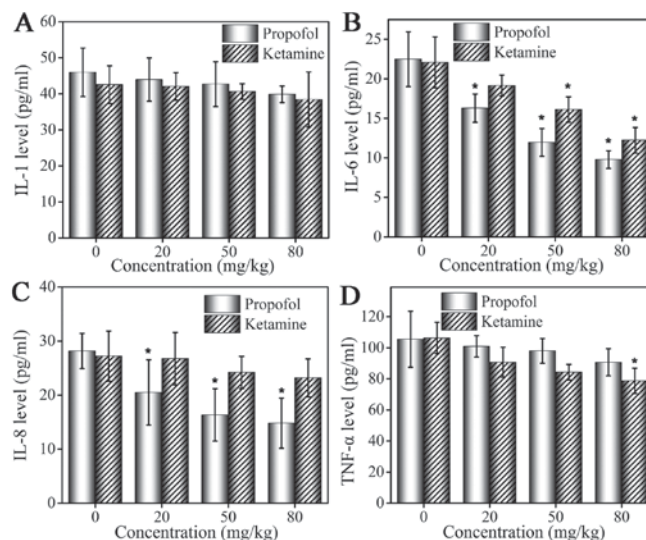 A
IL-1 level (pg/ml)
60
50
40
30
20
10
0
Propofol
Ketamine
0 20 50 80
Concentration (mg/kg)
B
IL-6 level (pg/ml)
25
20
15
10
5
0
Propofol
Ketamine
* * * * *
0 20 50 80
Concentration (mg/kg)
C
IL-8 level (pg/ml)
40
30
20
10
0
Propofol
Ketamine
* * *
0 20 50 80
Concentration (mg/kg)
D
TNF-α level (pg/ml)
120
100
80
60
40
20
0
Propofol
Ketamine
*
0 20 50 80
Concentration (mg/kg)